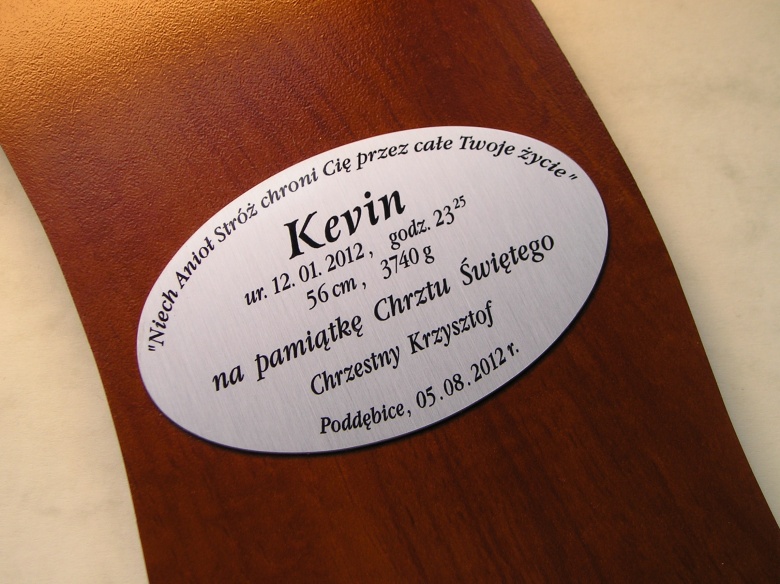 "Niech Anioł Stróż chroni Cię przez całe Twoje życie"
Kevin
ur. 12.01.2012, godz. 23²⁵
56 cm, 3740 g
na pamiątkę Chrztu Świętego
Chrzestny Krzysztof
Poddębice, 05.08.2012 r.